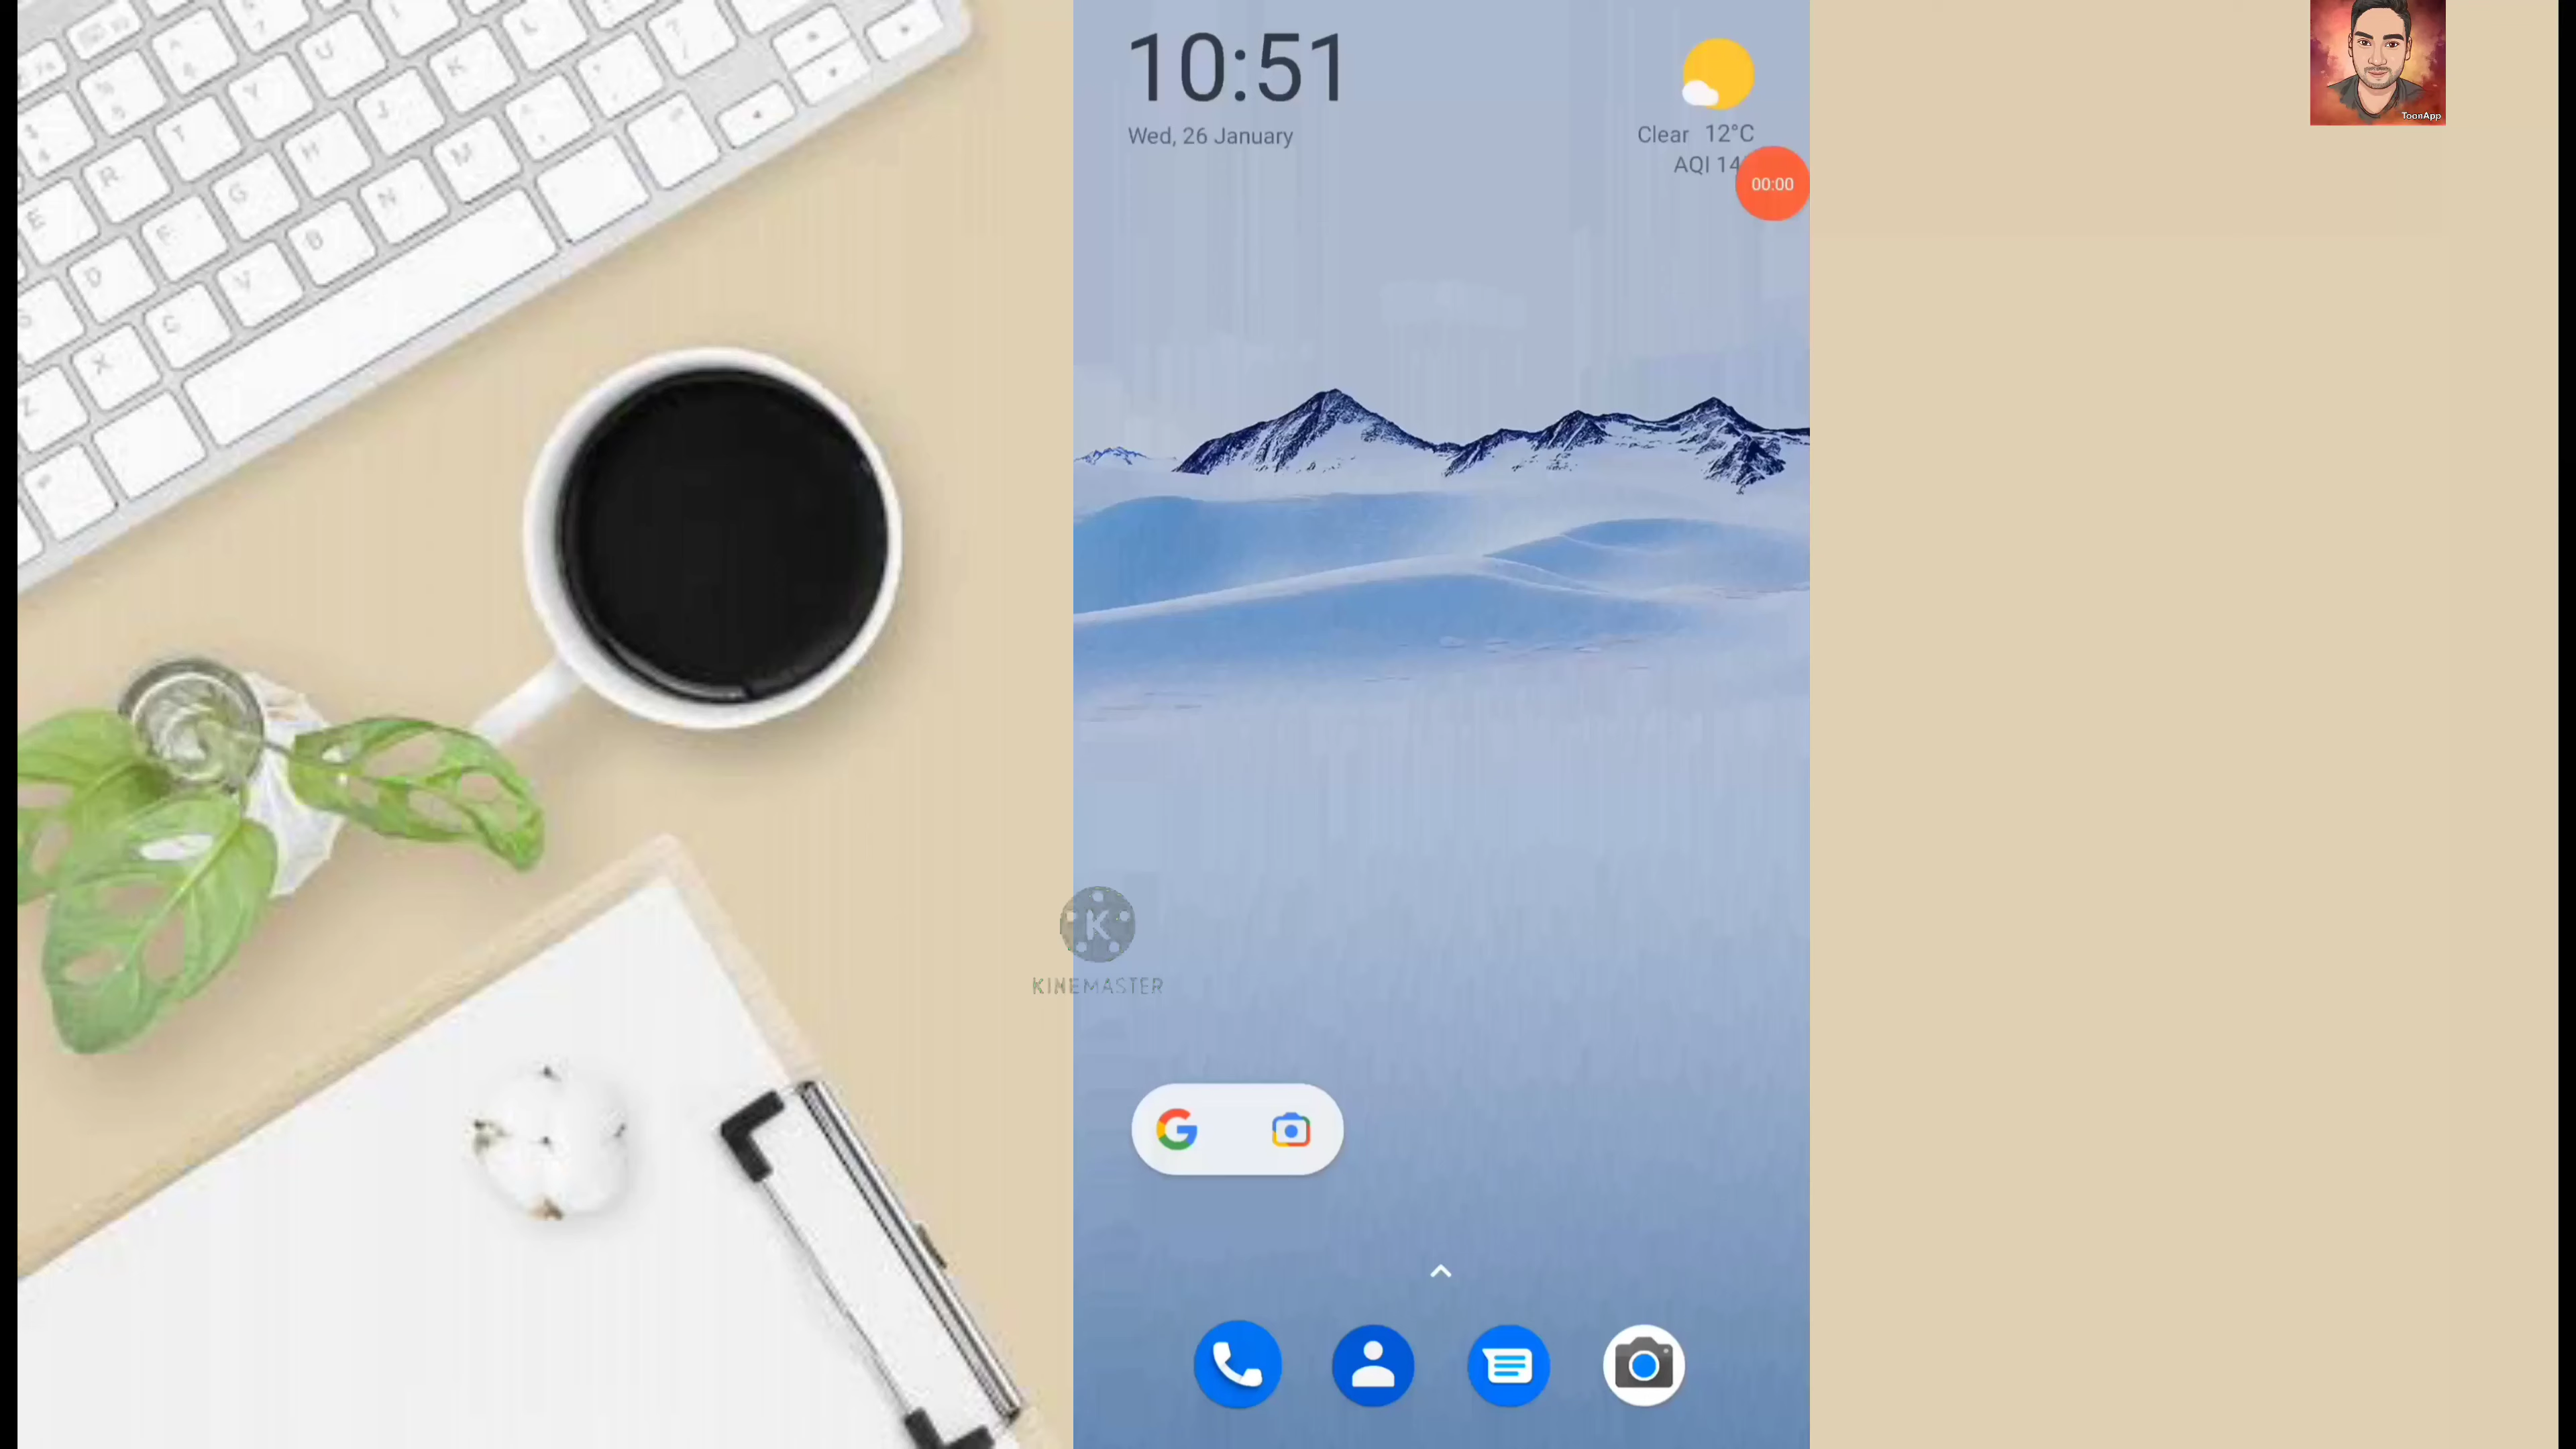 10:51
Wed, 26 January
Clear 12°C
AQI 14
00:00
ToonApp
KINEMASTER
K
G
E
R
T
Y
U
K
L
D
F
G
H
J
X
C
V
B
N
M
Z